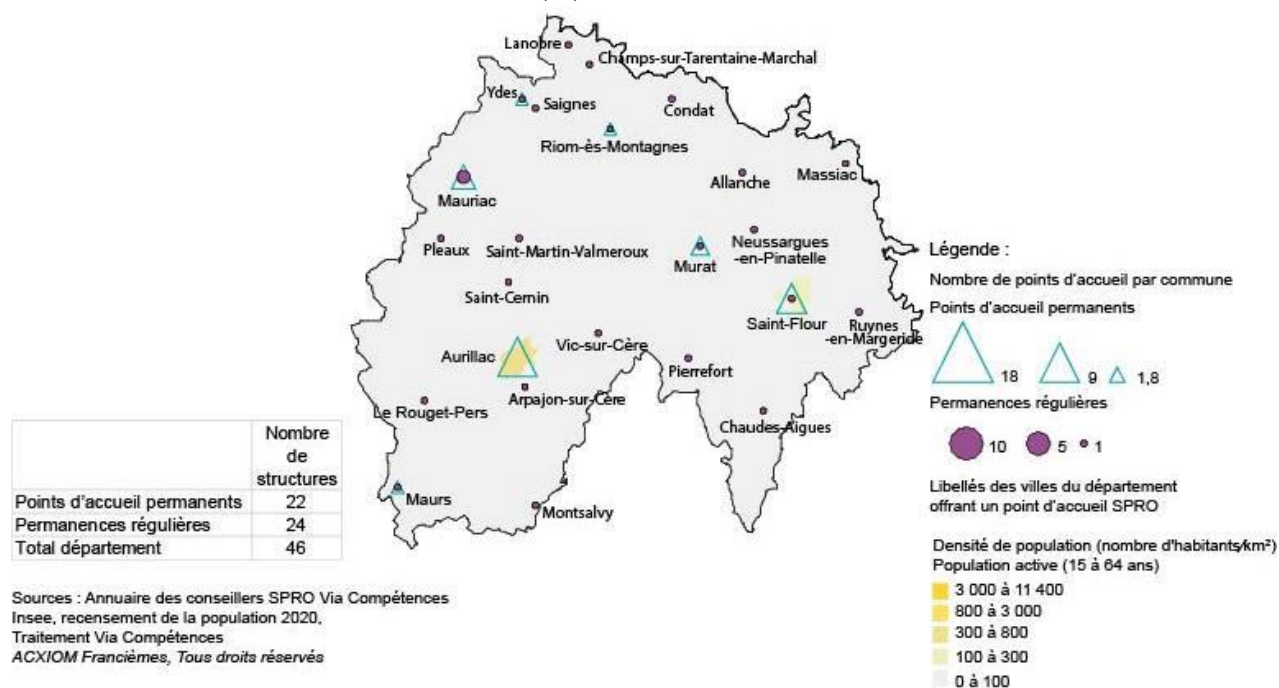 Lanobre
Champs-sur-Tarentaine-Marchal
Ydes
Saignes
Condat
Riom-ès-Montagnes
Allanche
Massiac
Mauriac
Pleaux
Saint-Martin-Valmeroux
Neussargues
-en-Pinatelle
Murat
Saint-Cernin
Saint-Flour
Ruynes
-en-Margeride
Vic-sur-Cère
Aurillac
Pierrefort
Arpajon-sur-Cère
Le Rouget-Pers
Chaudes-Aigues
Maurs
Montsalvy
Légende :
Nombre de points d'accueil par commune
Points d'accueil permanents
18 9 1,8
Permanences régulières
10 5 1
Libellés des villes du département
offrant un point d'accueil SPRO
Densité de population (nombre d'habitants/km²)
Population active (15 à 64 ans)
3 000 à 11 400
800 à 3 000
300 à 800
100 à 300
0 à 100
Nombre
de
structures
Points d'accueil permanents 22
Permanences régulières 24
Total département 46
Sources : Annuaire des conseillers SPRO Via Compétences
Insee, recensement de la population 2020,
Traitement Via Compétences
ACXIOM Francièmes, Tous droits réservés